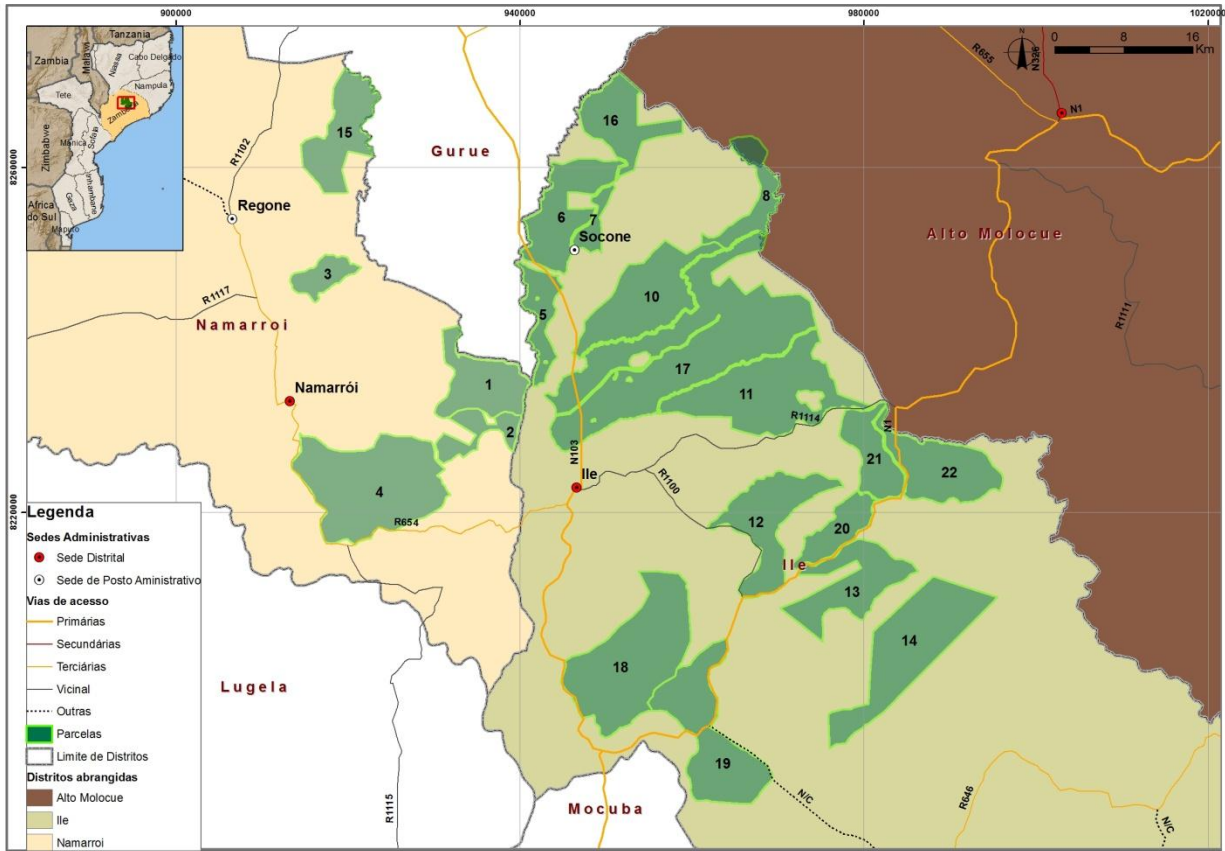 900000
940000
980000
1020000
8260000
8220000
Tanzania
Zambia
Malawi
Niassa
Cabo Delgado
Nampula
Tete
Zambezia
Sofala
Manica
Zimbabwe
Inhambane
Gaza
Africa
do Sul
Maputo
N
0 8 16
Km
R655
N326
N1
R1102
Gurue
Regone
R1117
Namarroi
Namarrói
Socone
Alto Molocue
R1111
15
16
6
7
8
3
5
10
17
11
1
2
4
R1114
N1
N103
Ile
R1100
R654
21
22
12
20
Ile
13
14
18
19
Lugela
R1115
Mocuba
N/C
R646
N/C
Legenda
Sedes Administrativas
Sede Distrital
Sede de Posto Aministrativo
Vias de acesso
Primárias
Secundárias
Terciárias
Vicinal
Outras
Parcelas
Limite de Distritos
Distritos abrangidas
Alto Molocue
Ile
Namarroi